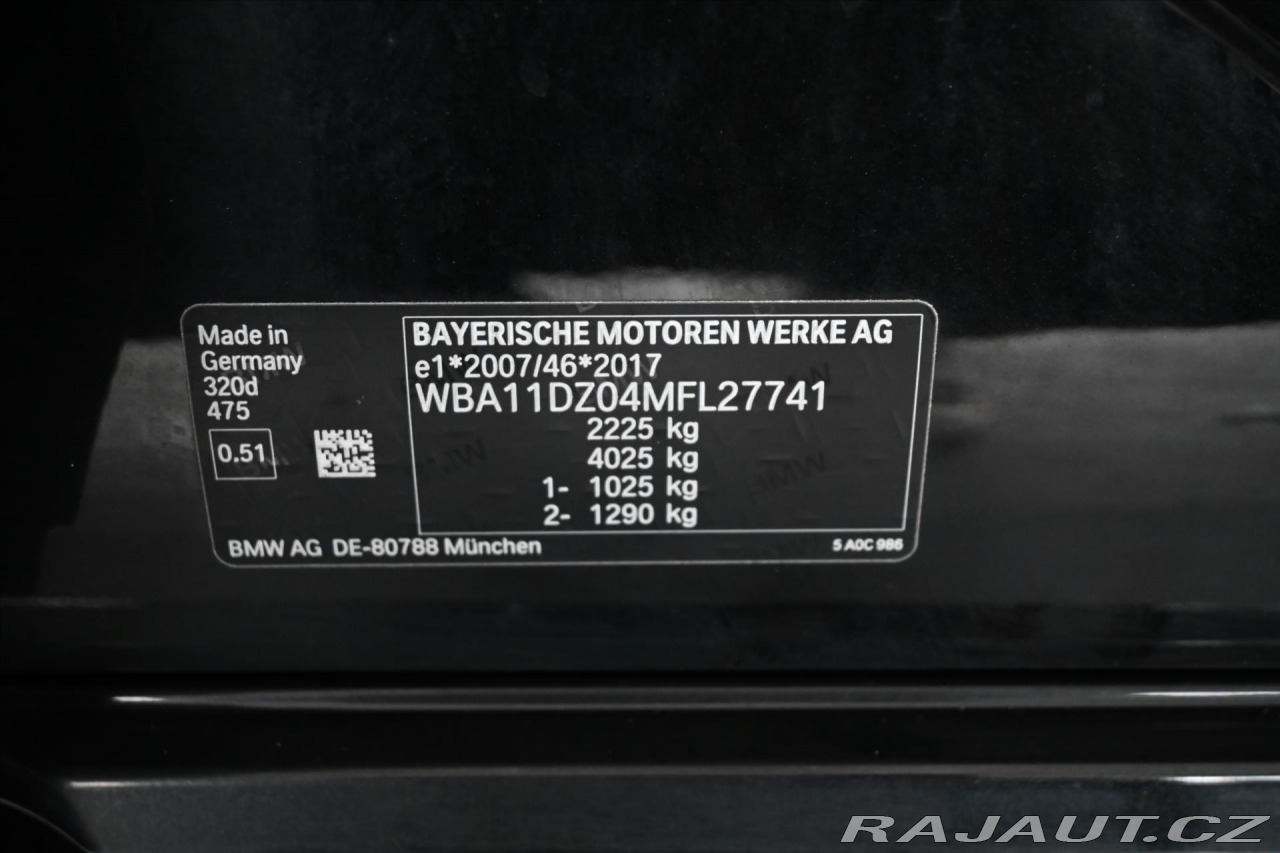 Made in
Germany
320d
475
0.51
BAYERISCHE MOTOREN WERKE AG
e1*2007/46*2017
WBA11DZ04MFL27741
2225 kg
4025 kg
1- 1025 kg
2- 1290 kg
BMW AG DE-80788 München
5 A0C 986
RAJAUT.CZ